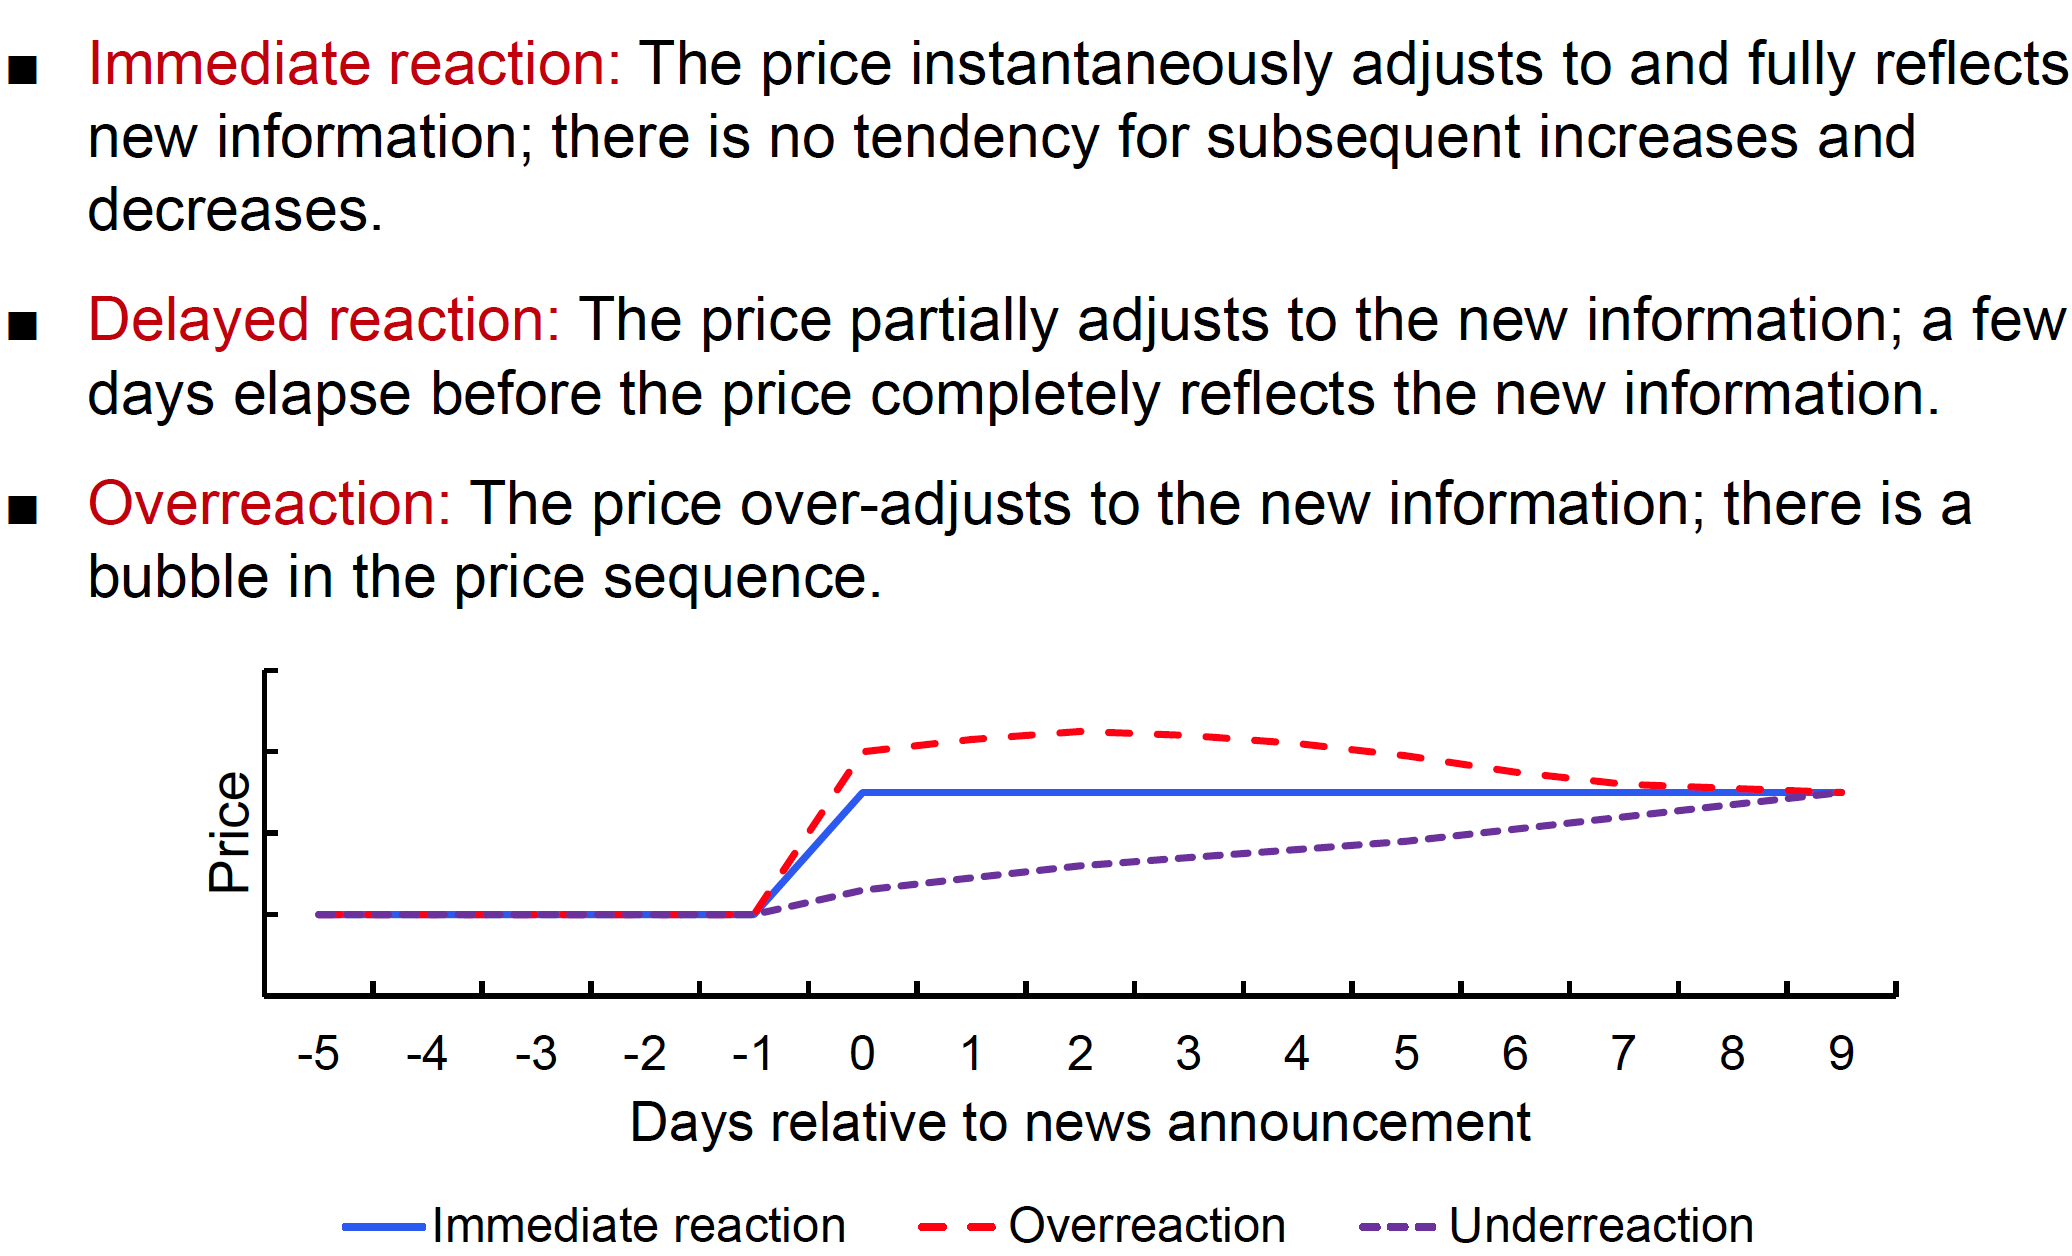 ■ Immediate reaction: The price instantaneously adjusts to and fully reflects
new information; there is no tendency for subsequent increases and
decreases.
■ Delayed reaction: The price partially adjusts to the new information; a few
days elapse before the price completely reflects the new information.
■ Overreaction: The price over-adjusts to the new information; there is a
bubble in the price sequence.
Price
-5 -4 -3 -2 -1 0 1 2 3 4 5 6 7 8 9
Days relative to news announcement
Immediate reaction Overreaction Underreaction